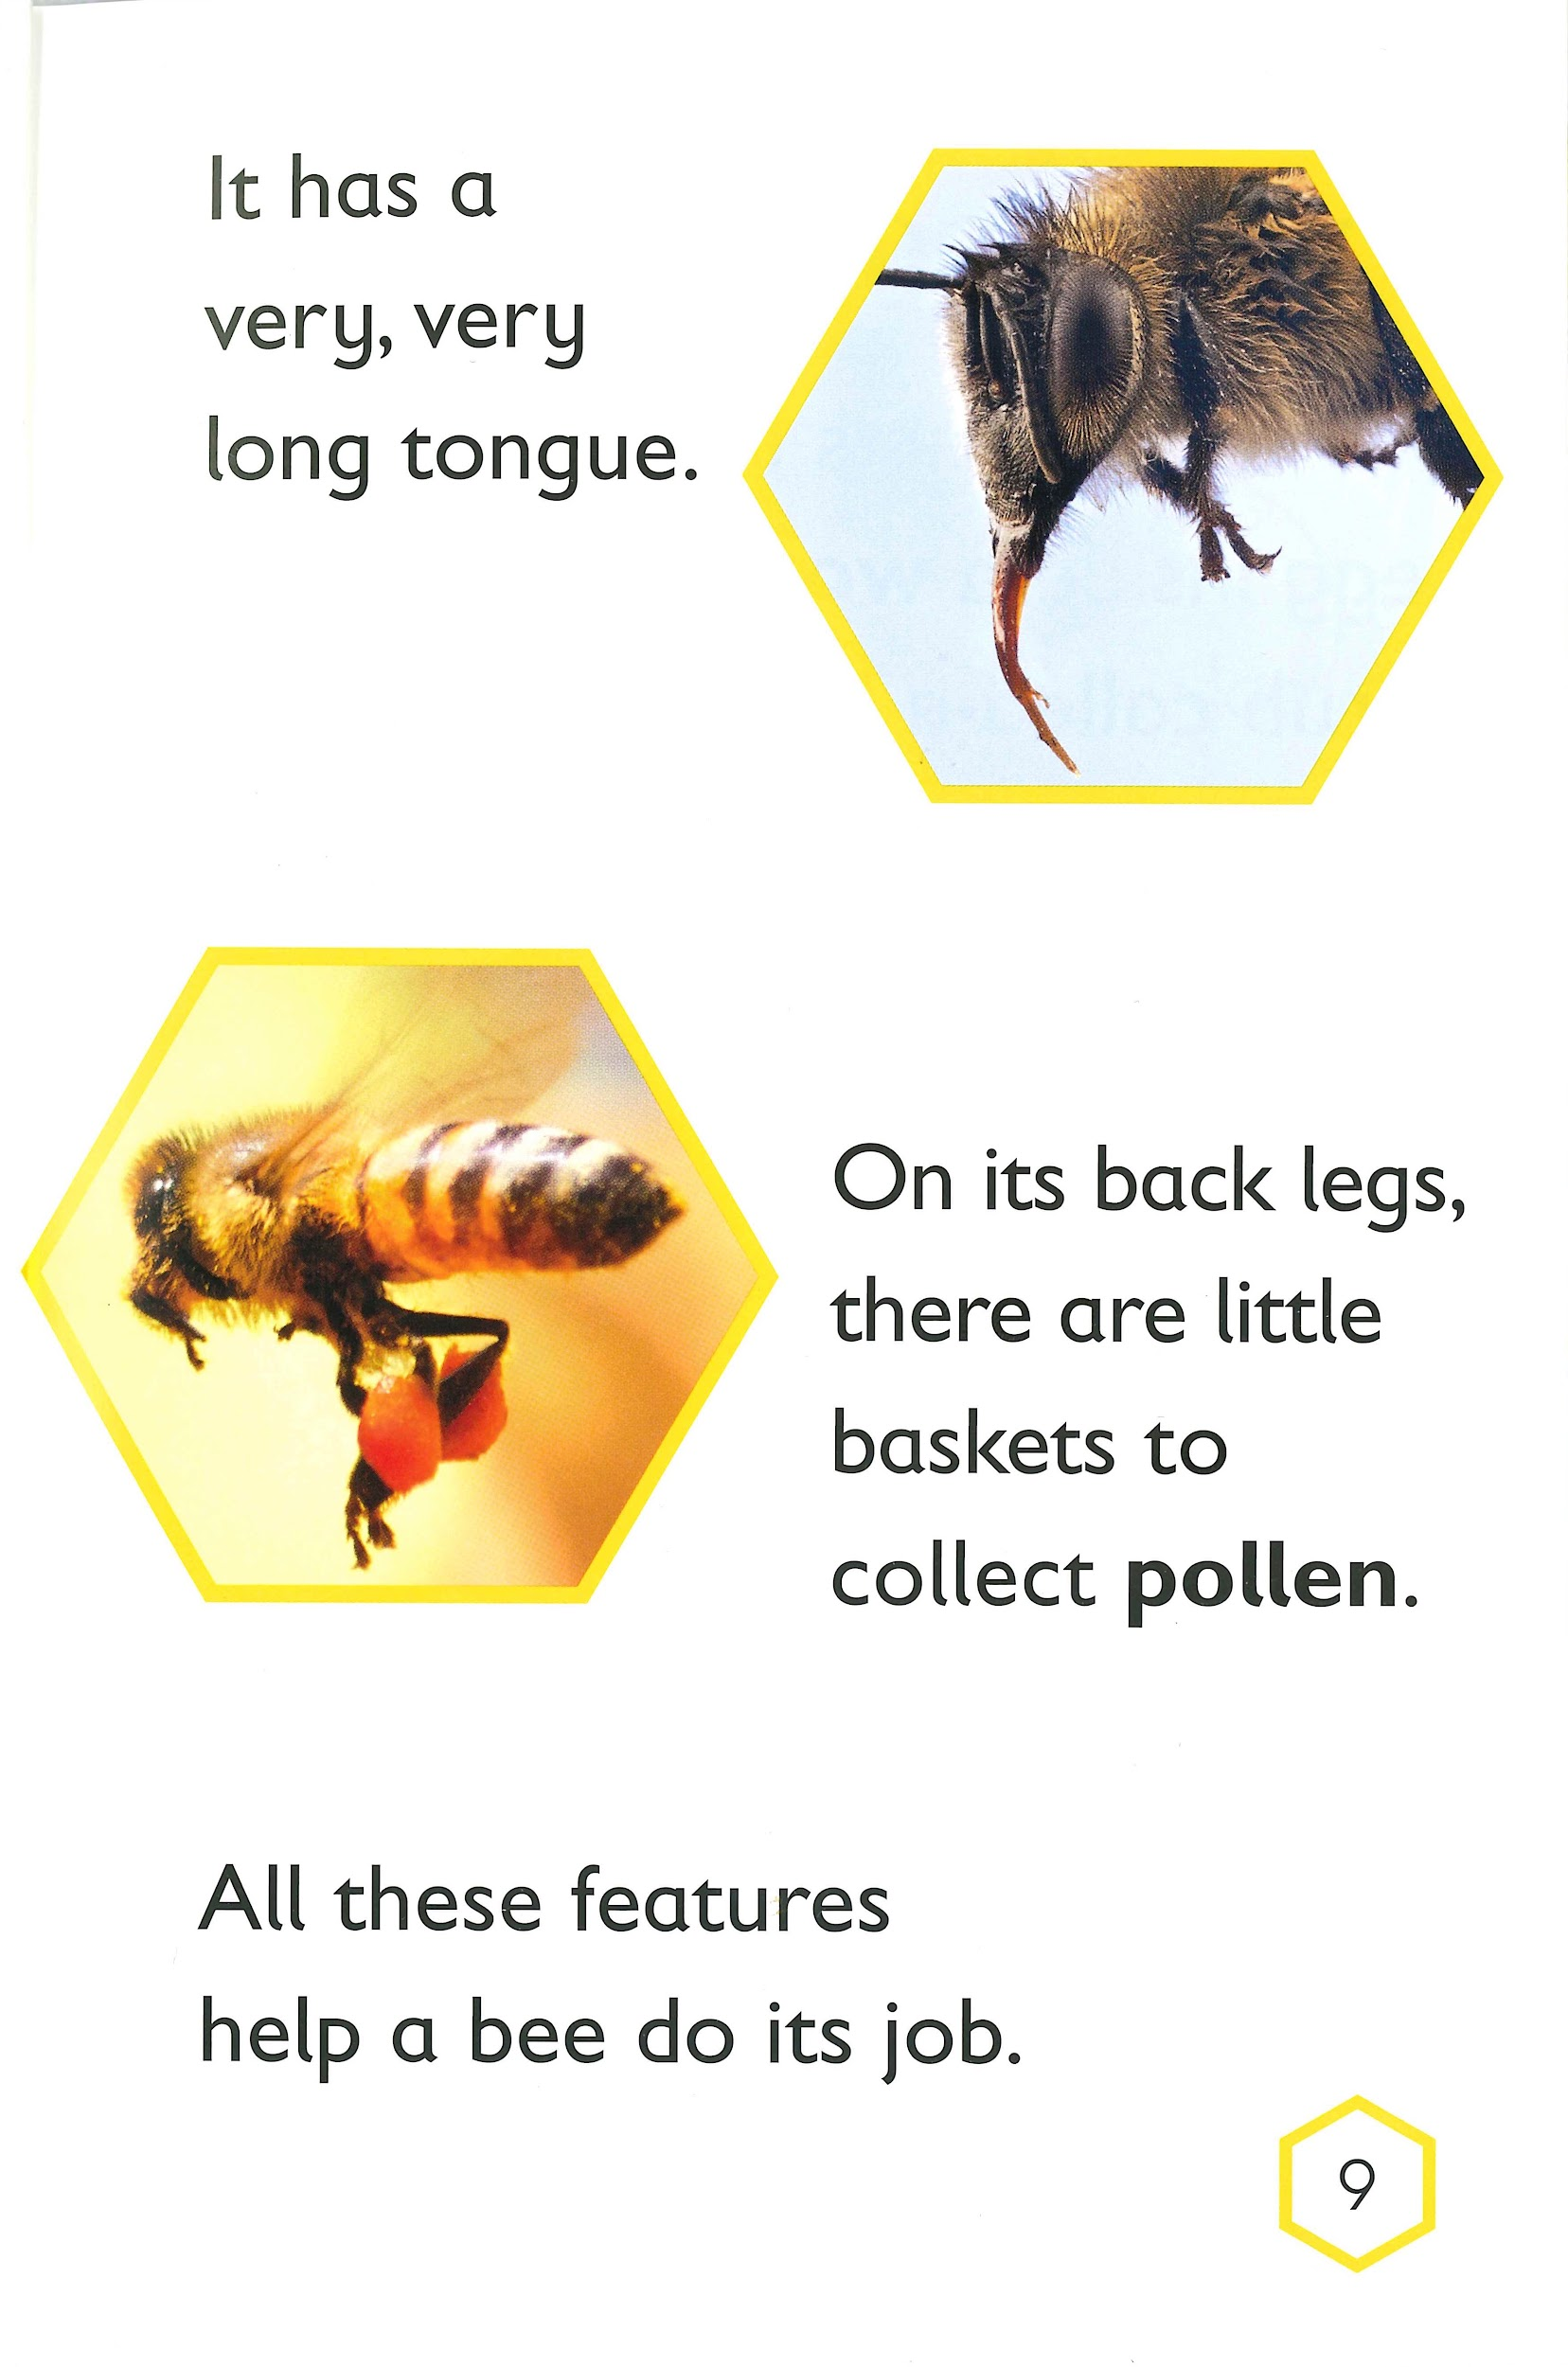 It has a
very, very
long tongue.
On its back legs,
there are little
baskets to
collect pollen.
All these features
help a bee do its job.
9